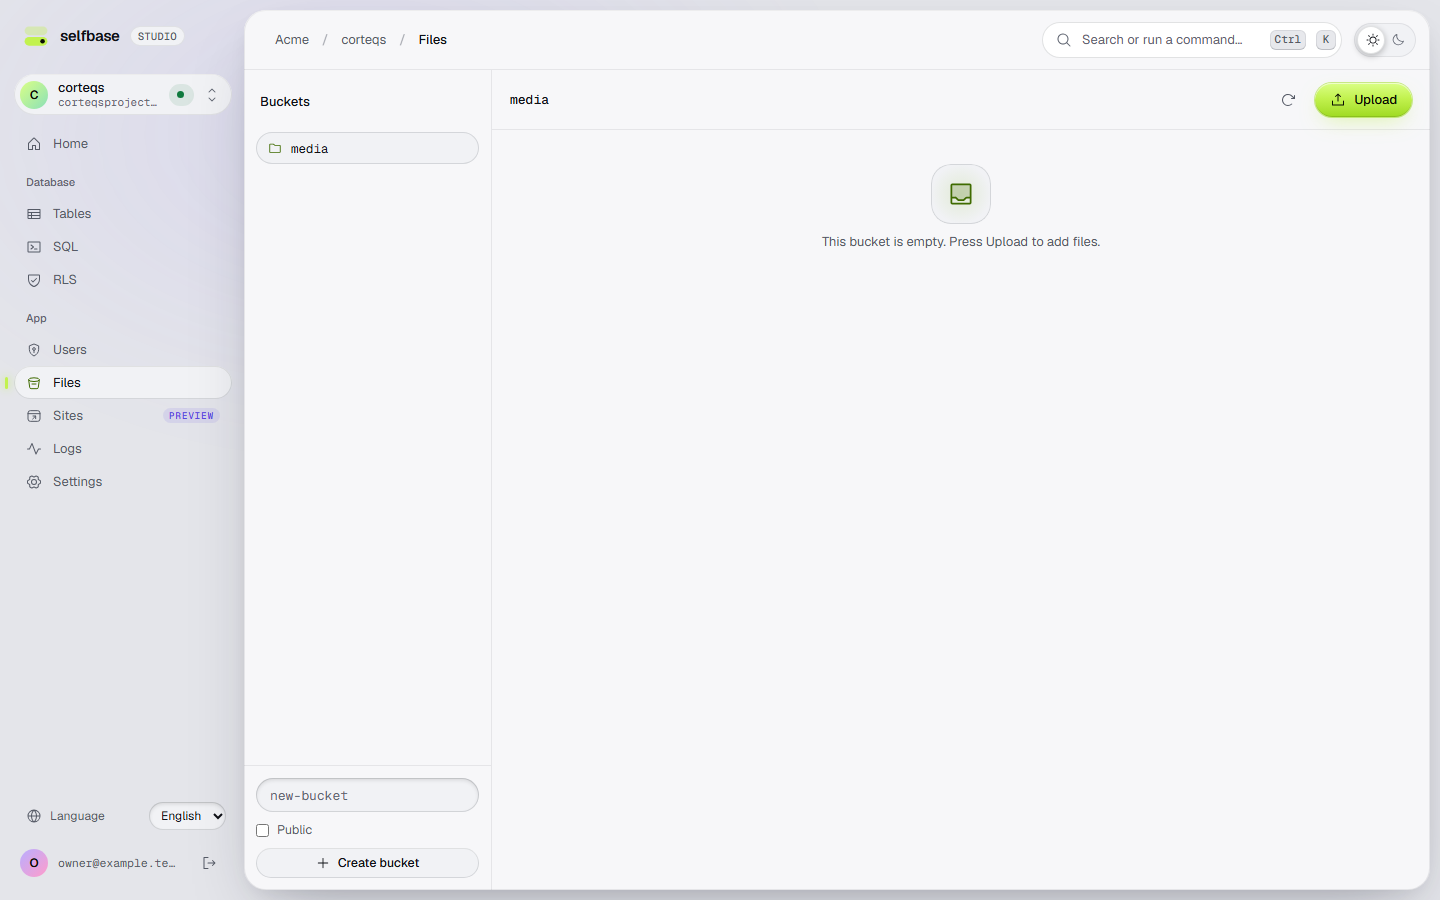 selfbase STUDIO
Acme / corteqs / Files
Search or run a command... Ctrl K
C corteqs
corteqsproject…
Home
Database
Tables
SQL
RLS
App
Users
Files
Sites PREVIEW
Logs
Settings
Language English
O owner@example.te…
Buckets
media
new-bucket
Public
Create bucket
media
Upload
This bucket is empty. Press Upload to add files.